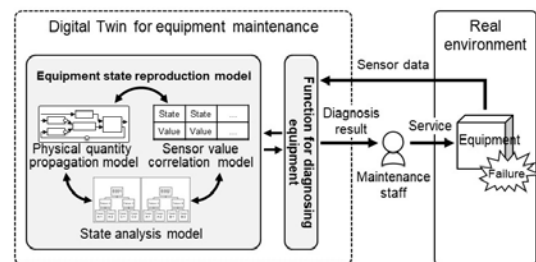 Digital Twin for equipment maintenance
Real
environment
Equipment state reproduction model
State State ...
Value Value ...
Physical quantity
propagation model
Sensor value
correlation model
State analysis model
Function for diagnosing
equipment
Sensor data
Diagnosis
result
Service
Maintenance
staff
Equipment
Failure